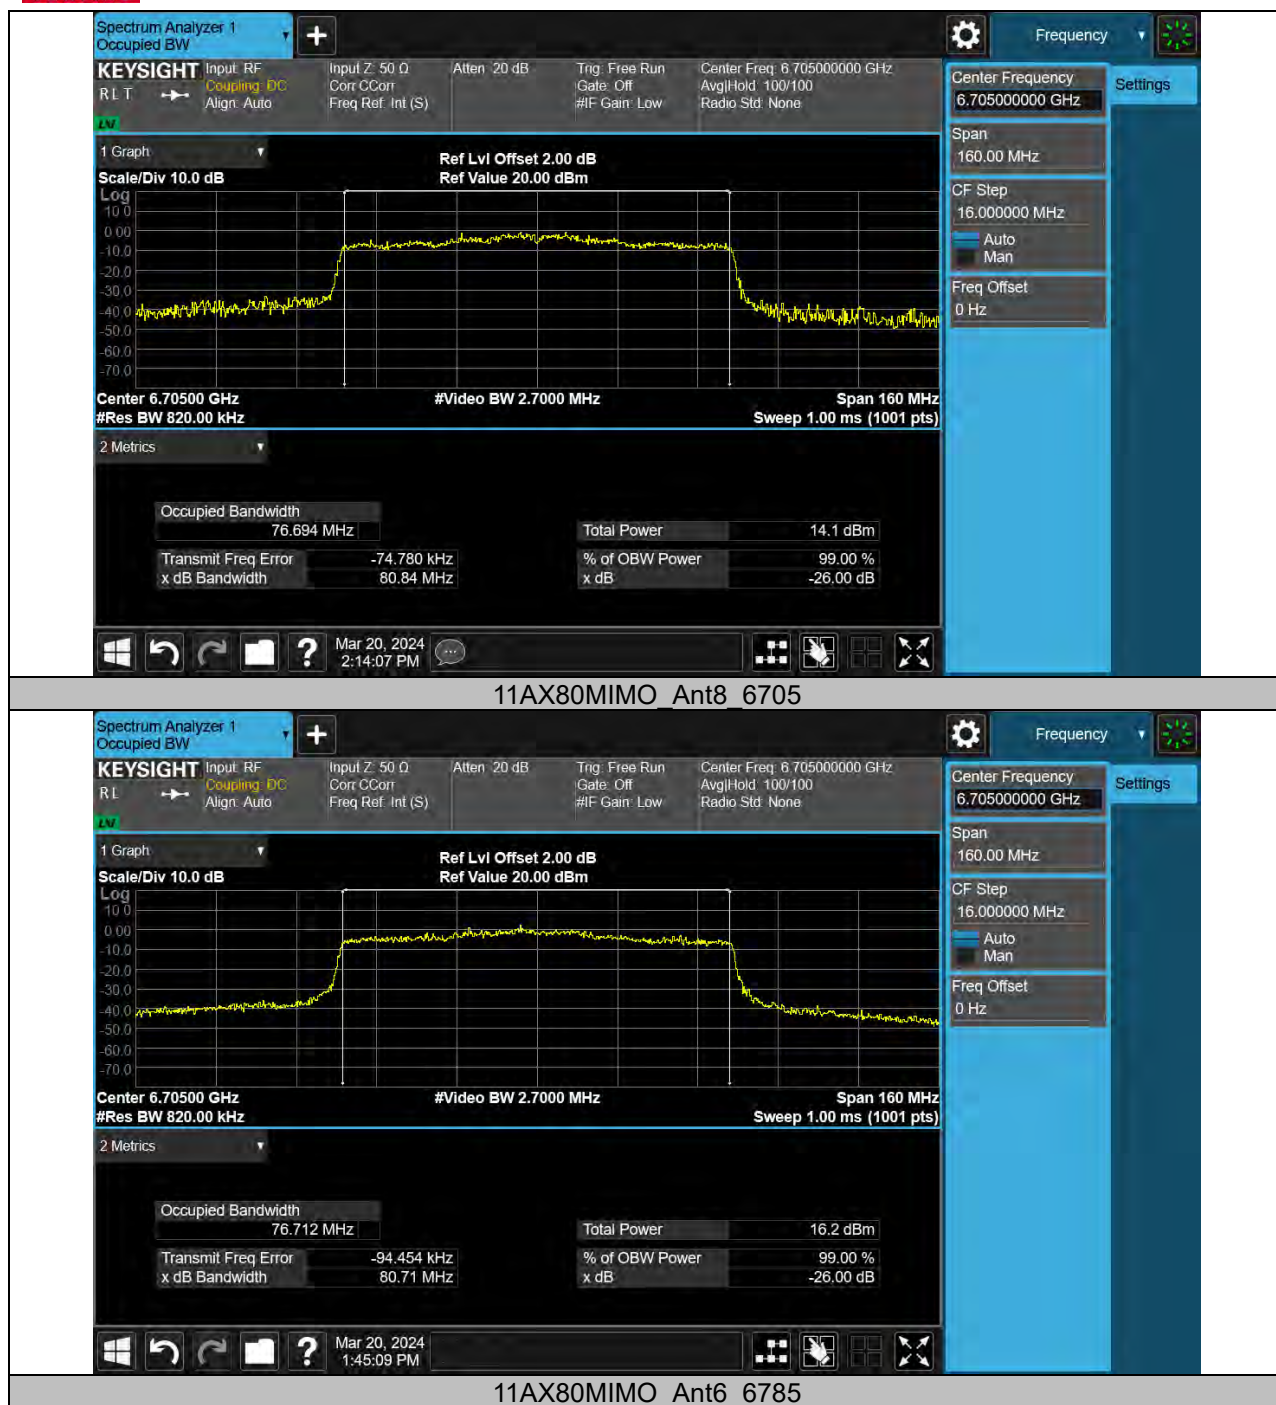 Spectrum Analyzer 1
Occupied BW
Frequency
KEYSIGHT
RLT
Input: RF
Coupling: DC
Align: Auto
Input Z: 50 Ω
Corr CCorr
Freq Ref: Int (S)
Atten: 20 dB
Trig: Free Run
Gate: Off
#IF Gain: Low
Center Freq: 6.705000000 GHz
Avg|Hold: 100/100
Radio Std: None
LXI
Center Frequency
6.705000000 GHz
Settings
Span
160.00 MHz
CF Step
16.000000 MHz
Auto
Man
Freq Offset
0 Hz
1 Graph
Scale/Div 10.0 dB
Ref Lvl Offset 2.00 dB
Ref Value 20.00 dBm
Log
10.0
0.00
-10.0
-20.0
-30.0
-40.0
-50.0
-60.0
-70.0
Center 6.70500 GHz
#Video BW 2.7000 MHz
Span 160 MHz
#Res BW 820.00 kHz
Sweep 1.00 ms (1001 pts)
2 Metrics
Occupied Bandwidth
76.694 MHz
Total Power 14.1 dBm
Transmit Freq Error -74.780 kHz
% of OBW Power 99.00 %
x dB Bandwidth 80.84 MHz
x dB -26.00 dB
?
Mar 20, 2024
2:14:07 PM
11AX80MIMO_Ant8_6705
Spectrum Analyzer 1
Occupied BW
Frequency
KEYSIGHT
RL
Input: RF
Coupling: DC
Align: Auto
Input Z: 50 Ω
Corr CCorr
Freq Ref: Int (S)
Atten: 20 dB
Trig: Free Run
Gate: Off
#IF Gain: Low
Center Freq: 6.705000000 GHz
Avg|Hold: 100/100
Radio Std: None
LXI
Center Frequency
6.705000000 GHz
Settings
Span
160.00 MHz
CF Step
16.000000 MHz
Auto
Man
Freq Offset
0 Hz
1 Graph
Scale/Div 10.0 dB
Ref Lvl Offset 2.00 dB
Ref Value 20.00 dBm
Log
10.0
0.00
-10.0
-20.0
-30.0
-40.0
-50.0
-60.0
-70.0
Center 6.70500 GHz
#Video BW 2.7000 MHz
Span 160 MHz
#Res BW 820.00 kHz
Sweep 1.00 ms (1001 pts)
2 Metrics
Occupied Bandwidth
76.712 MHz
Total Power 16.2 dBm
Transmit Freq Error -94.454 kHz
% of OBW Power 99.00 %
x dB Bandwidth 80.71 MHz
x dB -26.00 dB
?
Mar 20, 2024
1:45:09 PM
11AX80MIMO_Ant6_6785